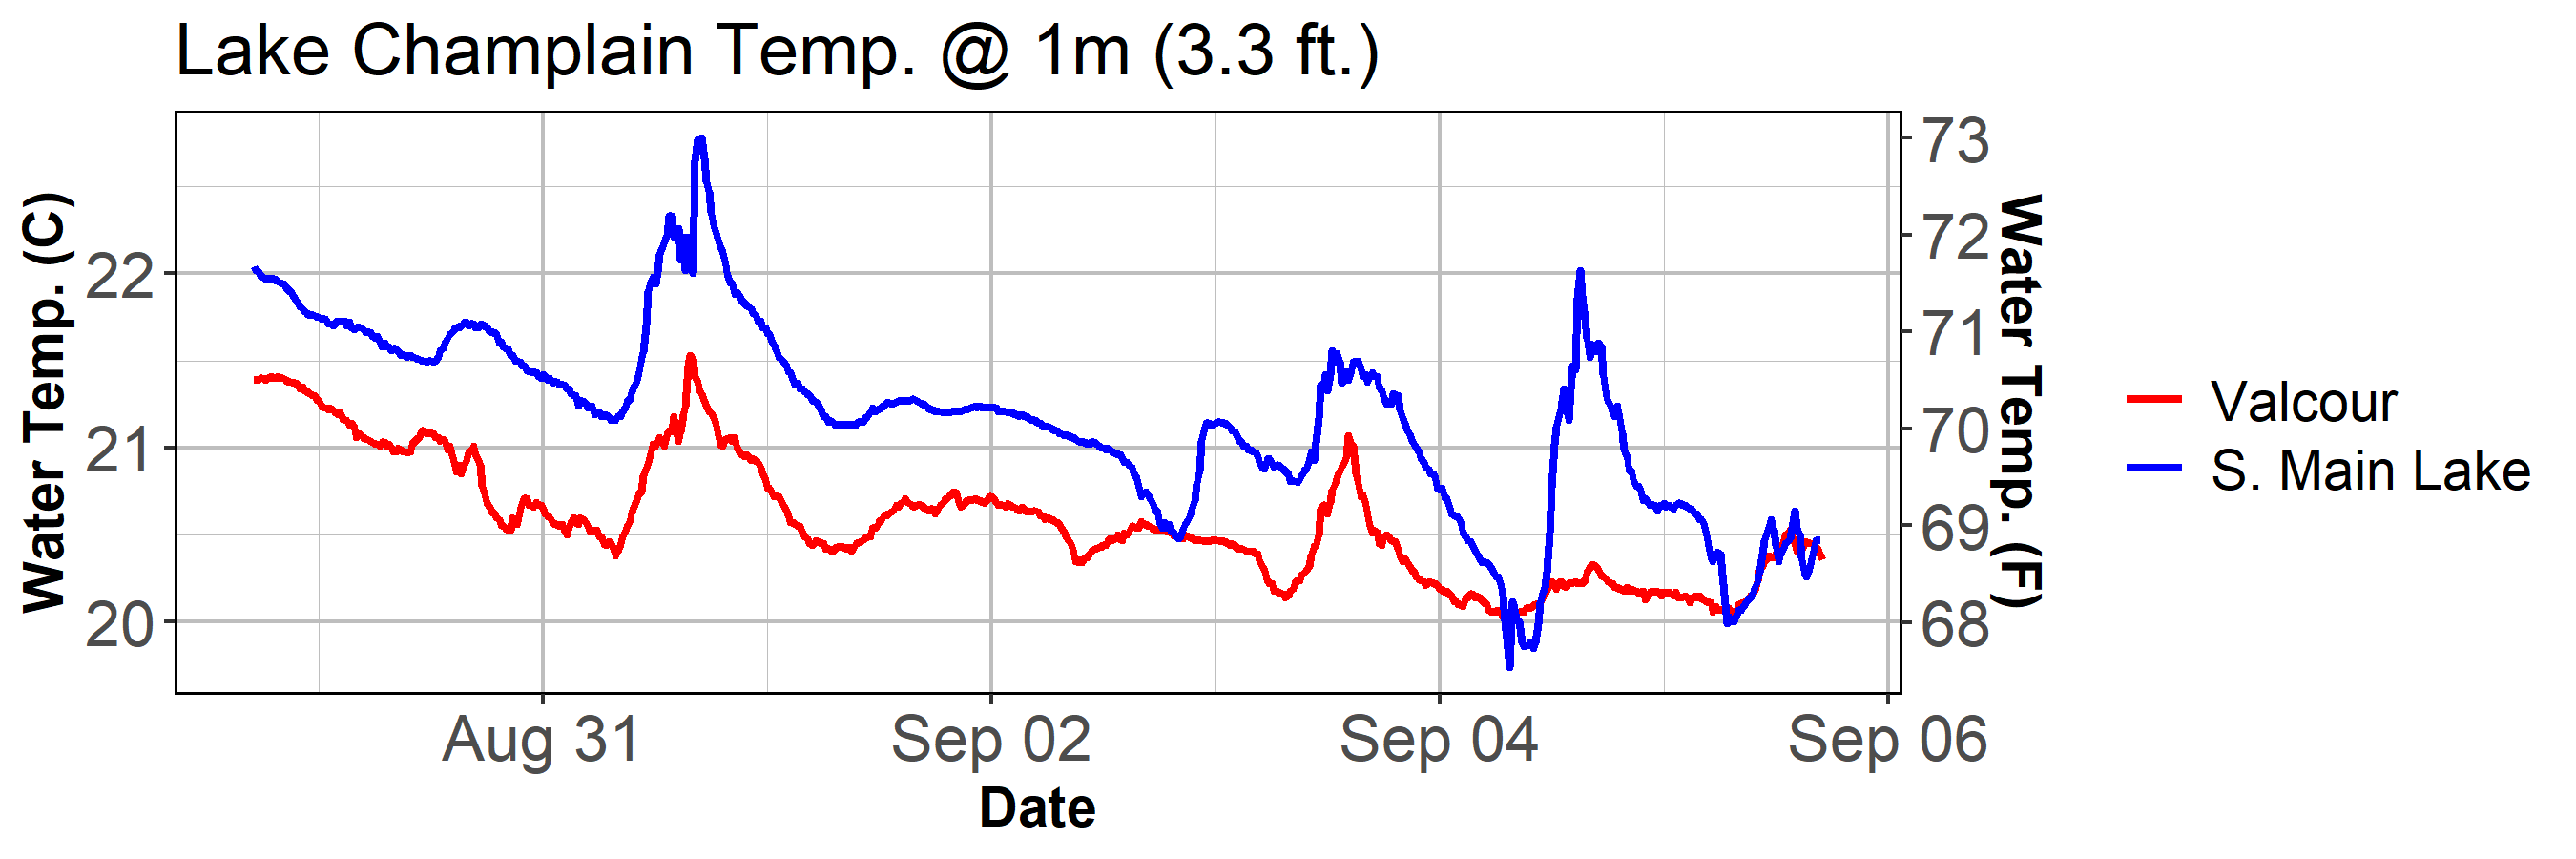 Lake Champlain Temp. @ 1m (3.3 ft.)
Water Temp. (C)
22
21
20
73
72
71
70
69
68
Water Temp. (F)
Aug 31
Sep 02
Sep 04
Sep 06
Date
Valcour
S. Main Lake